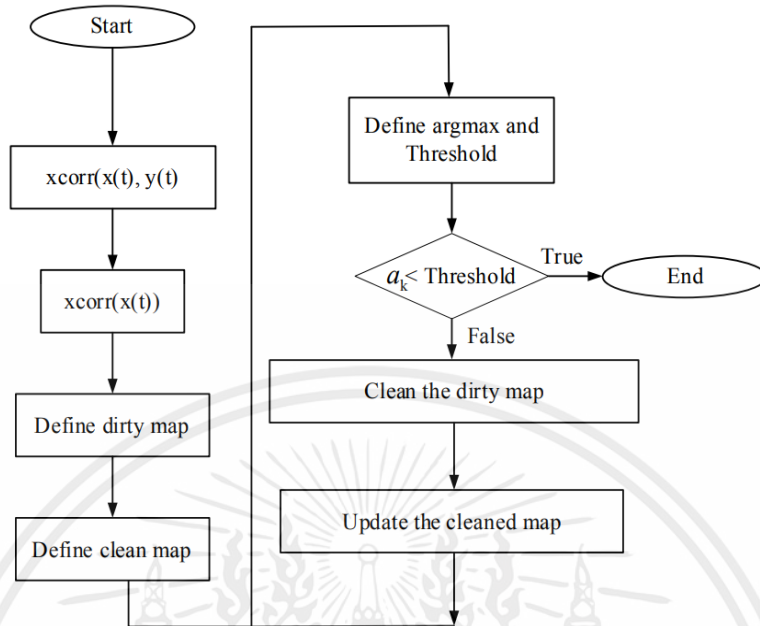 Start
xcorr(x(t), y(t)
xcorr(x(t))
Define dirty map
Define clean map
Define argmax and
Threshold
aₖ< Threshold
True
End
False
Clean the dirty map
Update the cleaned map